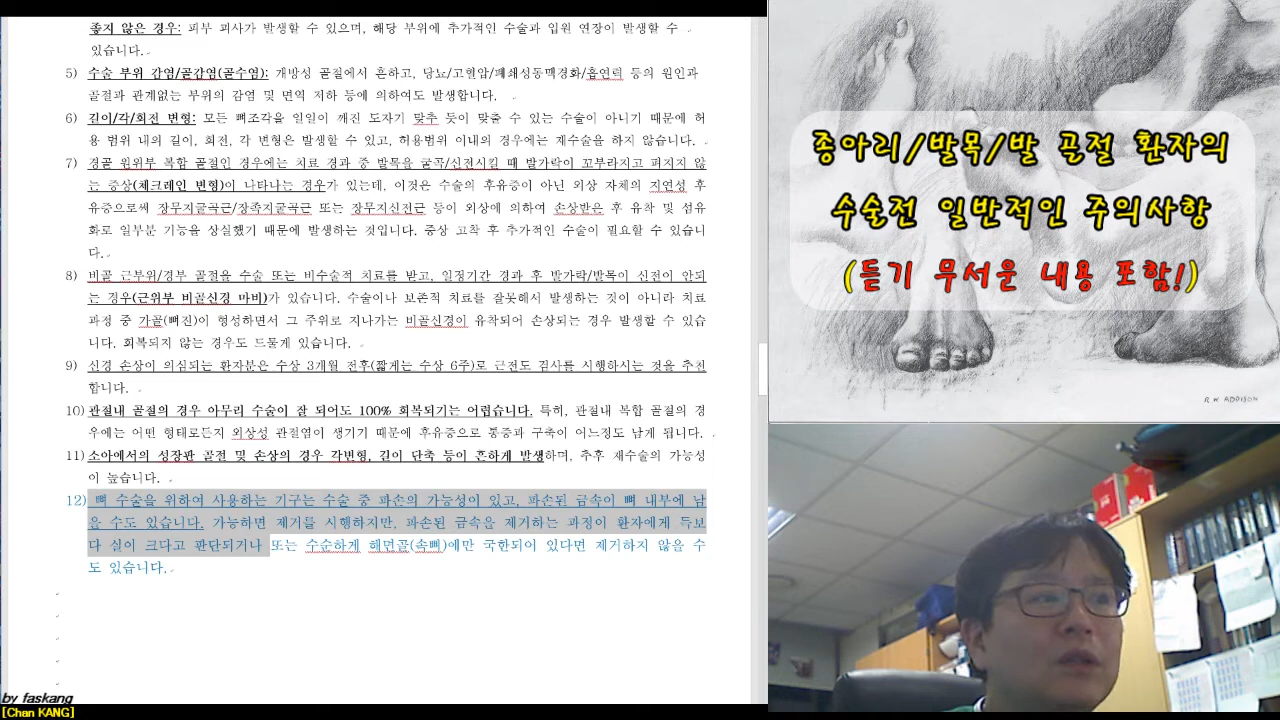 좋지 않은 경우: 피부 괴사가 발생할 수 있으며, 해당 부위에 추가적인 수술과 입원 연장이 발생할 수
있습니다.
5) 수술 부위 감염/골감염(골수염): 개방성 골절에서 흔하고, 당뇨/고혈압/폐쇄성동맥경화/흡연력 등의 원인과
골절과 관계없는 부위의 감염 및 면역 저하 등에 의하여도 발생합니다.
6) 길이/각/회전 변형: 모든 뼈조각을 일일이 깨진 도자기 맞추 듯이 맞출 수 있는 수술이 아니기 때문에 허
용 범위 내의 길이, 회전, 각 변형은 발생할 수 있고, 허용범위 이내의 경우에는 재수술을 하지 않습니다.
7) 경골 원위부 복합 골절인 경우에는 치료 경과 중 발목을 굴곡/신전시킬 때 발가락이 꼬부라지고 펴지지 않
는 증상(체크레인 변형)이 나타나는 경우가 있는데, 이것은 수술의 후유증이 아닌 외상 자체의 지연성 후
유증으로써 장무지굴곡근/장족지굴곡근 또는 장무지신전근 등이 외상에 의하여 손상받은 후 유착 및 섬유
화로 일부분 기능을 상실했기 때문에 발생하는 것입니다. 증상 고착 후 추가적인 수술이 필요할 수 있습니
다.
8) 비골 근부위/경부 골절을 수술 또는 비수술적 치료를 받고, 일정기간 경과 후 발가락/발목이 신전이 안되
는 경우(근위부 비골신경 마비)가 있습니다. 수술이나 보존적 치료를 잘못해서 발생하는 것이 아니라 치료
과정 중 가골(뼈진)이 형성하면서 그 주위로 지나가는 비골신경이 유착되어 손상되는 경우 발생할 수 있습
니다. 회복되지 않는 경우도 드물게 있습니다.
9) 신경 손상이 의심되는 환자분은 수상 3개월 전후(짧게는 수상 6주)로 근전도 검사를 시행하시는 것을 추천
합니다.
10) 관절내 골절의 경우 아무리 수술이 잘 되어도 100% 회복되기는 어렵습니다. 특히, 관절내 복합 골절의 경
우에는 어떤 형태로든지 외상성 관절염이 생기기 때문에 후유증으로 통증과 구축이 어느정도 남게 됩니다.
11) 소아에서의 성장판 골절 및 손상의 경우 각변형, 길이 단축 등이 흔하게 발생하며, 추후 재수술의 가능성
이 높습니다.
12) 뼈 수술을 위하여 사용하는 기구는 수술 중 파손의 가능성이 있고, 파손된 금속이 뼈 내부에 남
을 수도 있습니다. 가능하면 제거를 시행하지만, 파손된 금속을 제거하는 과정이 환자에게 득보
다 실이 크다고 판단되거나 또는 수순하게 해면골(속뼈)에만 국한되어 있다면 제거하지 않을 수
도 있습니다.
by faskang
[Chan KANG]
종아리/발목/발 골절 환자의
수술전 일반적인 주의사항
(듣기 무서운 내용 포함!)
R W ADDISON